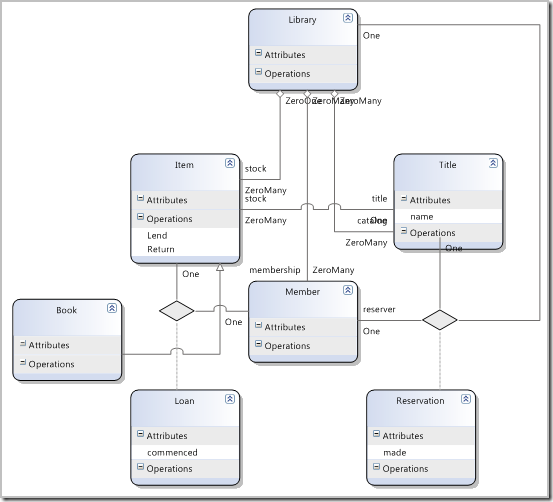 Library
One
Attributes
Operations
ZeroOne
ZeroMany
ZeroMany
Item
stock
ZeroMany
Attributes
Operations
Lend
Return
stock
ZeroMany
Title
title
One
catalog
ZeroMany
Attributes
name
Operations
One
One
membership
ZeroMany
Member
Attributes
Operations
One
reserver
One
Book
Attributes
Operations
Loan
Attributes
commenced
Operations
Reservation
Attributes
made
Operations